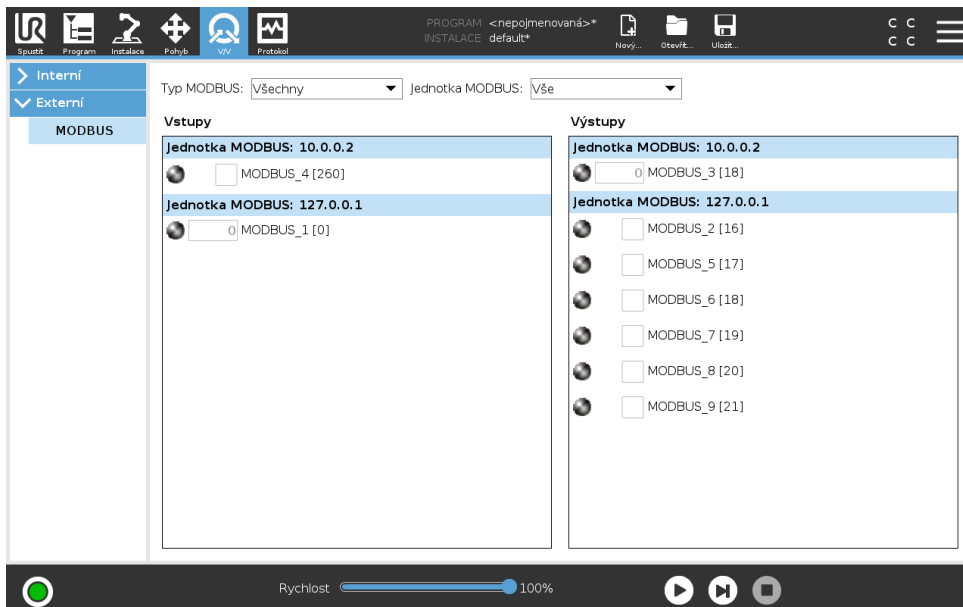 UR
PROGRAM <nepojmenovaná>*
INSTALACE default*
C C
C C
Spustit Program Instalace Pohyb V/V Protokol Nový... Otevřít... Uložit...
Interní
Externí
MODBUS
Typ MODBUS: Všechny Jednotka MODBUS: Vše
Vstupy
Jednotka MODBUS: 10.0.0.2
MODBUS_4 [260]
Jednotka MODBUS: 127.0.0.1
0 MODBUS_1 [0]
Výstupy
Jednotka MODBUS: 10.0.0.2
0 MODBUS_3 [18]
Jednotka MODBUS: 127.0.0.1
MODBUS_2 [16]
MODBUS_5 [17]
MODBUS_6 [18]
MODBUS_7 [19]
MODBUS_8 [20]
MODBUS_9 [21]
Rychlost 100%